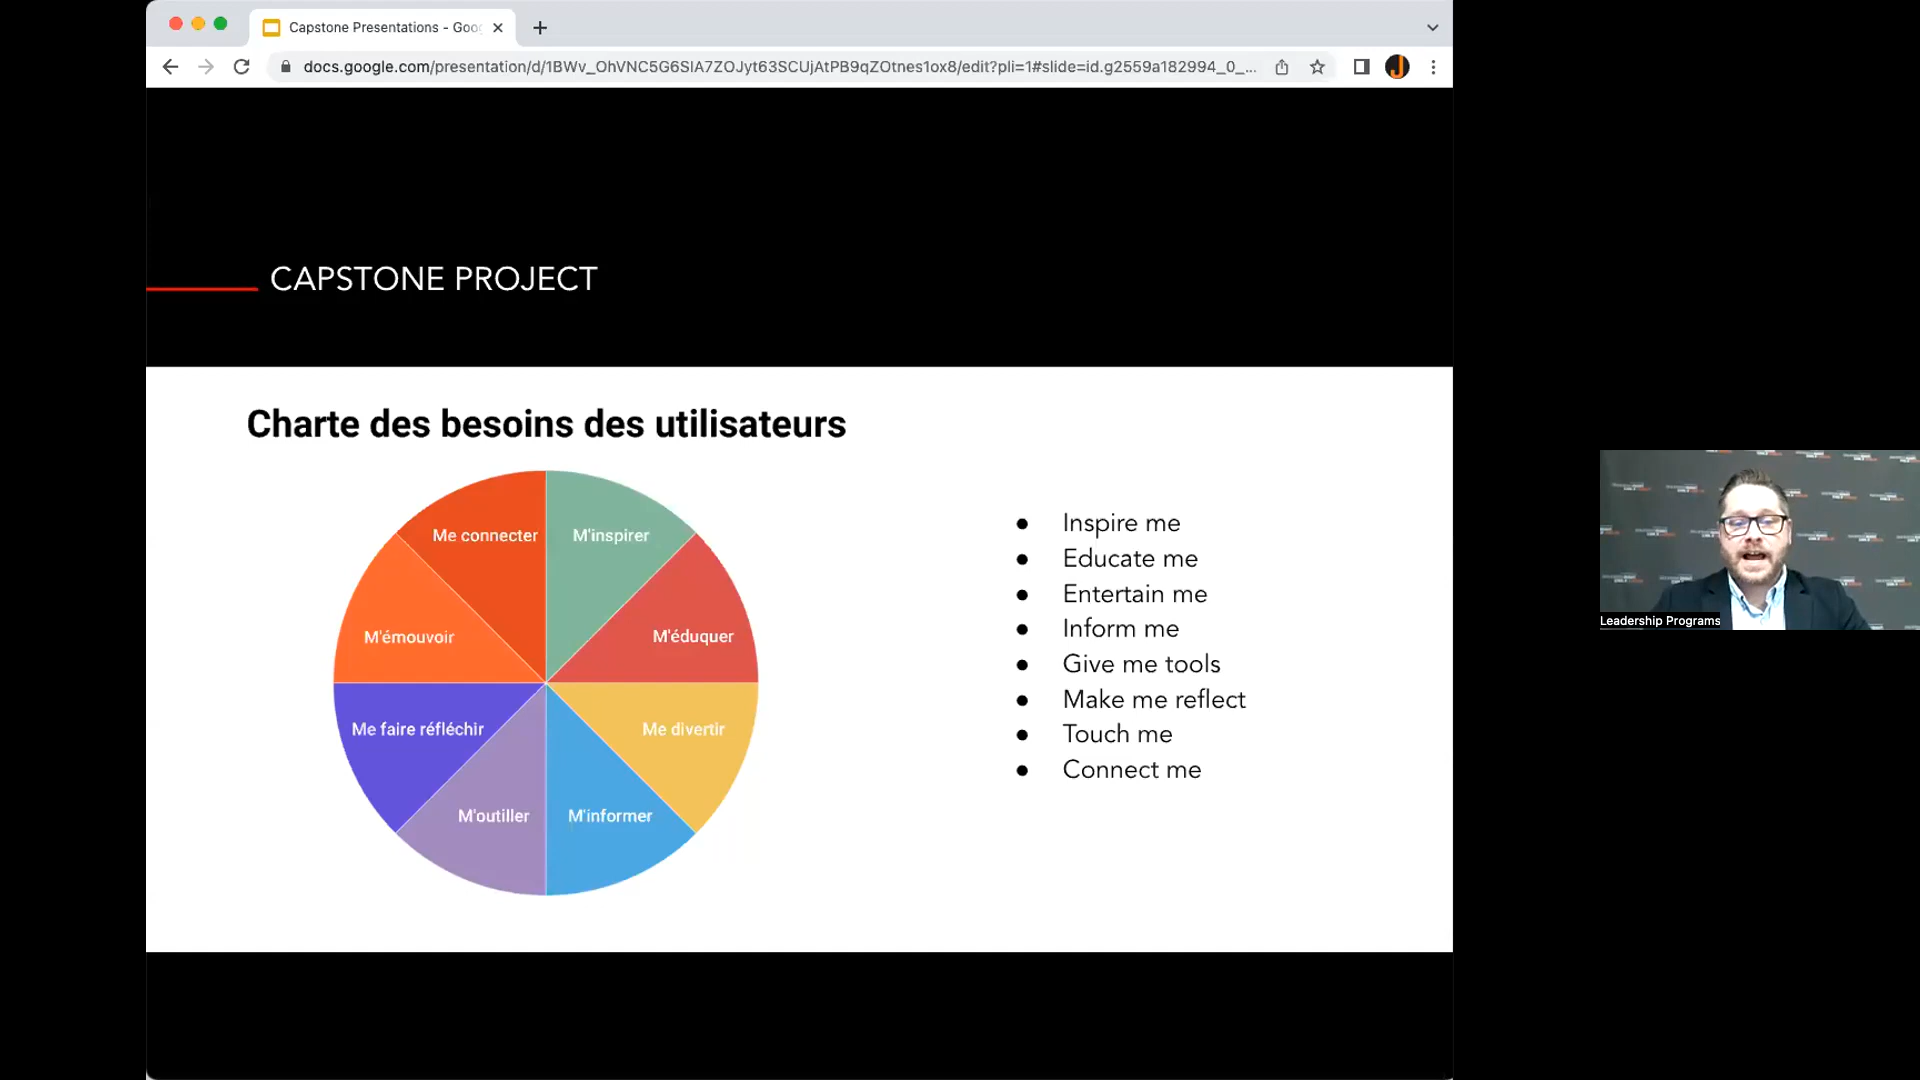 Capstone Presentations - Goo
docs.google.com/presentation/d/1BWv_OhVNC5G6SlA7ZOJyt63SCUjAtPB9qZOtnes1ox8/edit?pli=1#slide=id.g2559a182994_0_...
CAPSTONE PROJECT
Charte des besoins des utilisateurs
Me connecter
M'inspirer
M'émouvoir
M'éduquer
Me faire réfléchir
Me divertir
M'outiller
M'informer
● Inspire me
● Educate me
● Entertain me
● Inform me
● Give me tools
● Make me reflect
● Touch me
● Connect me
Leadership Programs